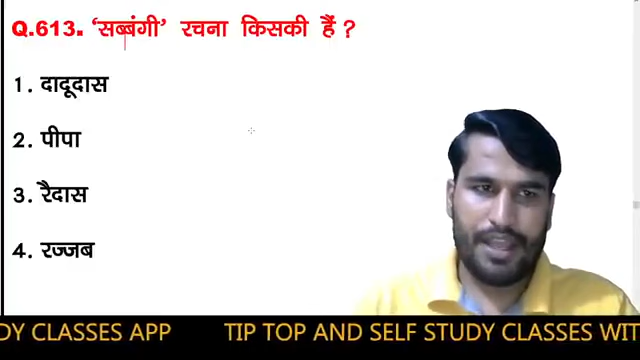 Q.613. ‘सब्बंगी’ रचना किसकी हैं ?
1. दादूदास
2. पीपा
3. रैदास
4. रज्जब
DY CLASSES APP TIP TOP AND SELF STUDY CLASSES WIT